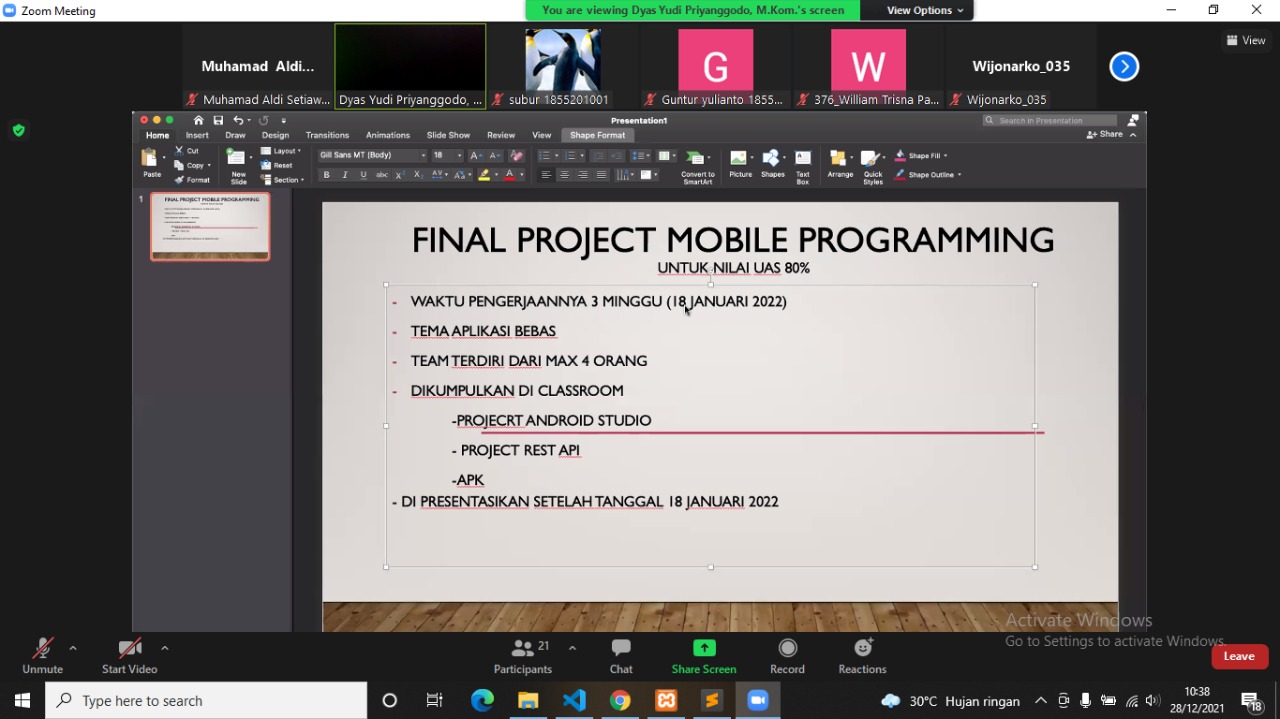 Zoom Meeting
You are viewing Dyas Yudi Priyanggodo, M.Kom.'s screen
View Options
View
Muhamad Aldi...
Wijonarko_035
G
W
Muhamad Aldi Setiaw...
Dyas Yudi Priyanggodo, ...
subur 1855201001
Guntur yulianto 1855...
376_William Trisna Pa...
Wijonarko_035
Presentation1
Search in Presentation
Home Insert Draw Design Transitions Animations Slide Show Review View Shape Format
Share
Paste
Cut
Copy
Format
New Slide
Layout
Reset
Section
Gill Sans MT (Body)
18
Convert to SmartArt
Picture
Shapes
Text Box
Arrange
Quick Styles
Shape Fill
Shape Outline
1
FINAL PROJECT MOBILE PROGRAMMING
UNTUK NILAI UAS 80%
- WAKTU PENGERJAANNYA 3 MINGGU (18 JANUARI 2022)
- TEMA APLIKASI BEBAS
- TEAM TERDIRI DARI MAX 4 ORANG
- DIKUMPULKAN DI CLASSROOM
-PROJECRT ANDROID STUDIO
- PROJECT REST API
-APK
- DI PRESENTASIKAN SETELAH TANGGAL 18 JANUARI 2022
Activate Windows
Go to Settings to activate Windows.
Unmute
Start Video
21
Participants
Chat
Share Screen
Record
Reactions
Leave
Type here to search
30°C Hujan ringan
10:38
28/12/2021
18